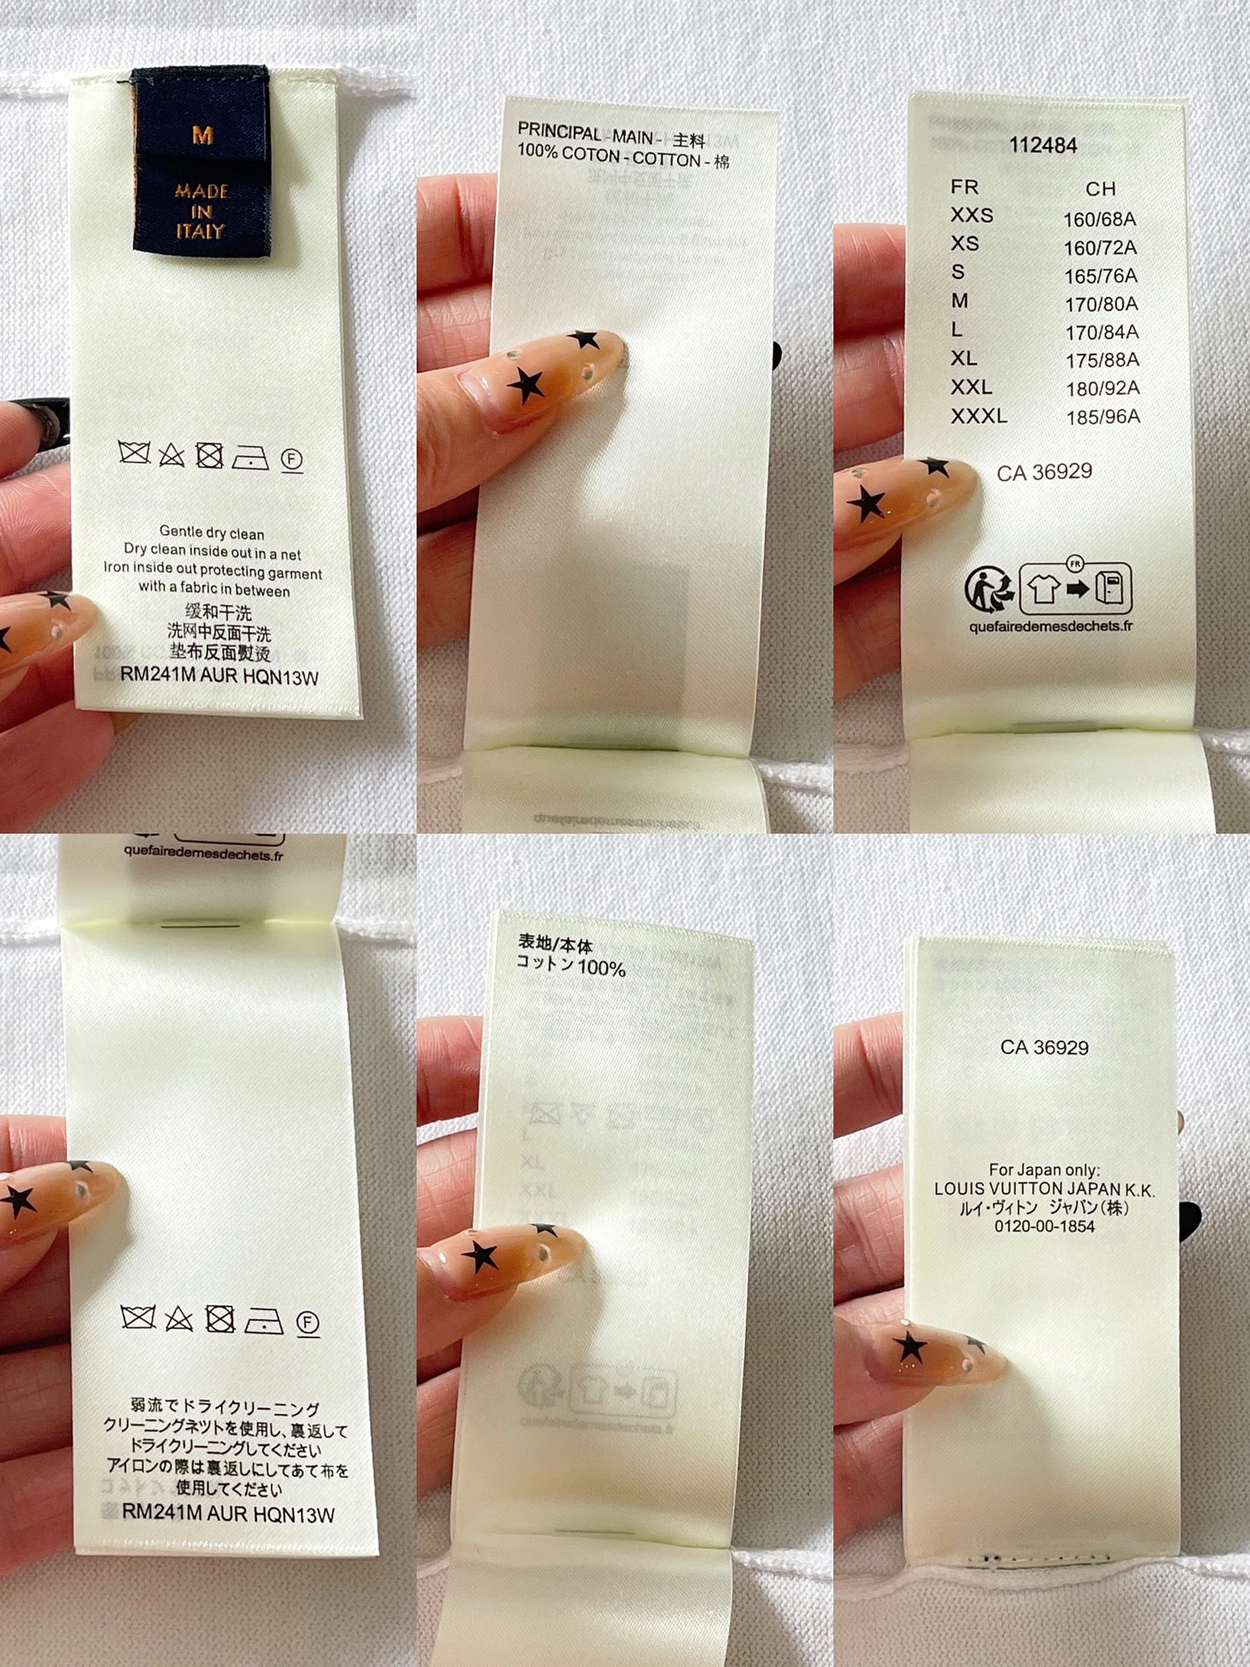 M
MADE
IN
ITALY
F
Gentle dry clean
Dry clean inside out in a net
Iron inside out protecting garment
with a fabric in between
缓和干洗
洗网中反面干洗
垫布反面熨烫
RM241M AUR HQN13W
PRINCIPAL - MAIN - 主料
100% COTON - COTTON - 棉
112484
FR CH
XXS 160/68A
XS 160/72A
S 165/76A
M 170/80A
L 170/84A
XL 175/88A
XXL 180/92A
XXXL 185/96A
CA 36929
FR
quefairedemesdechets.fr
quefairedemesdechets.fr
F
弱流でドライクリーニング
クリーニングネツトを使用し、裏返して
ドライクリーニングしてください
アイロンの際は裏返しにしてあて布を
使用してください
RM241M AUR HQN13W
表地/本体
コットン100%
CA 36929
For Japan only:
LOUIS VUITTON JAPAN K.K.
ルイ・ヴィトン ジャパン(株)
0120-00-1854